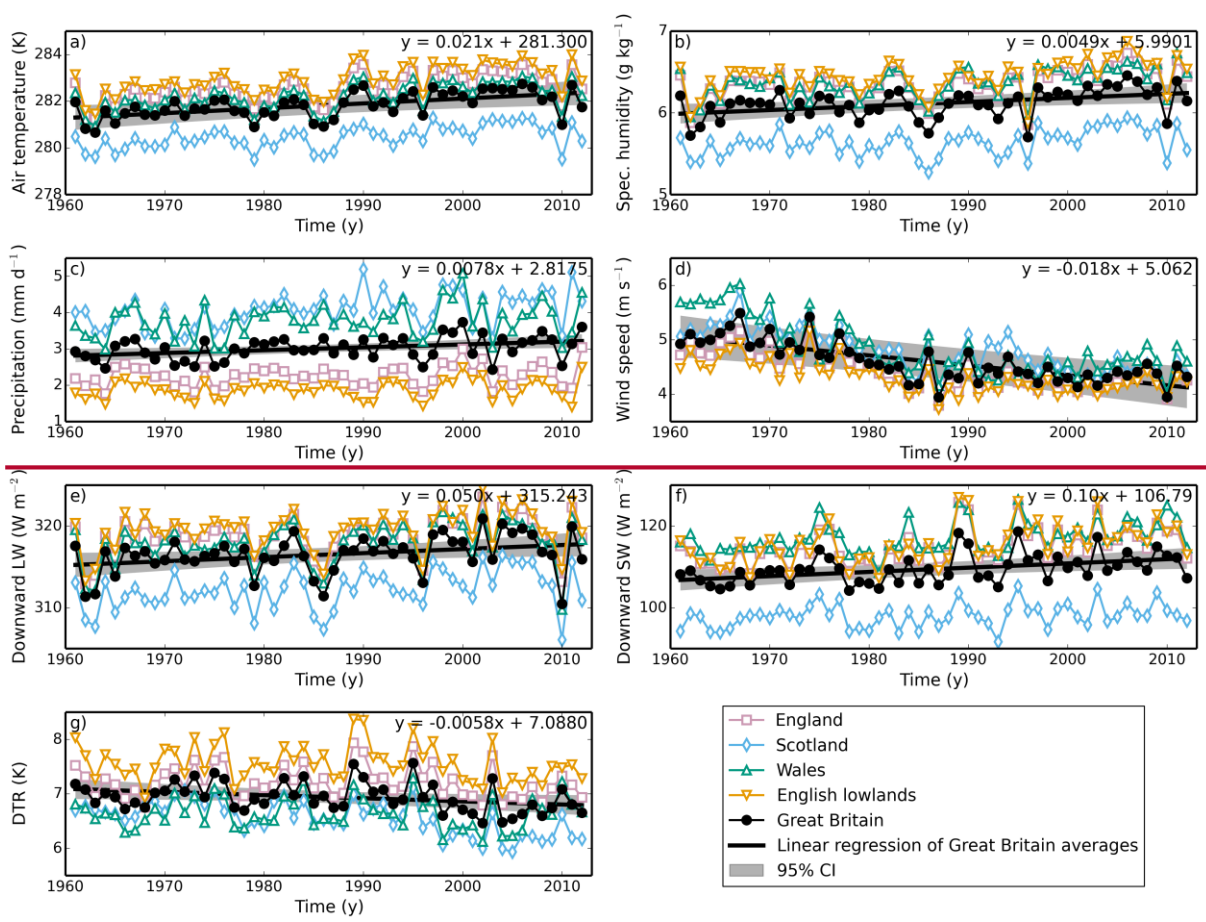 a)
y = 0.021x + 281.300
Air temperature (K)
284
282
280
278
1960
1970
1980
1990
2000
2010
Time (y)
b)
y = 0.0049x + 5.9901
Spec. humidity (g kg⁻¹)
7
6
5
1960
1970
1980
1990
2000
2010
Time (y)
c)
y = 0.0078x + 2.8175
Precipitation (mm d⁻¹)
5
4
3
2
1
1960
1970
1980
1990
2000
2010
Time (y)
d)
y = -0.018x + 5.062
Wind speed (m s⁻¹)
6
5
4
1960
1970
1980
1990
2000
2010
Time (y)
e)
y = 0.050x + 315.243
Downward LW (W m⁻²)
320
310
1960
1970
1980
1990
2000
2010
Time (y)
f)
y = 0.10x + 106.79
Downward SW (W m⁻²)
120
100
1960
1970
1980
1990
2000
2010
Time (y)
g)
y = -0.0058x + 7.0880
DTR (K)
8
7
6
1960
1970
1980
1990
2000
2010
Time (y)
England
Scotland
Wales
English lowlands
Great Britain
Linear regression of Great Britain averages
95% CI